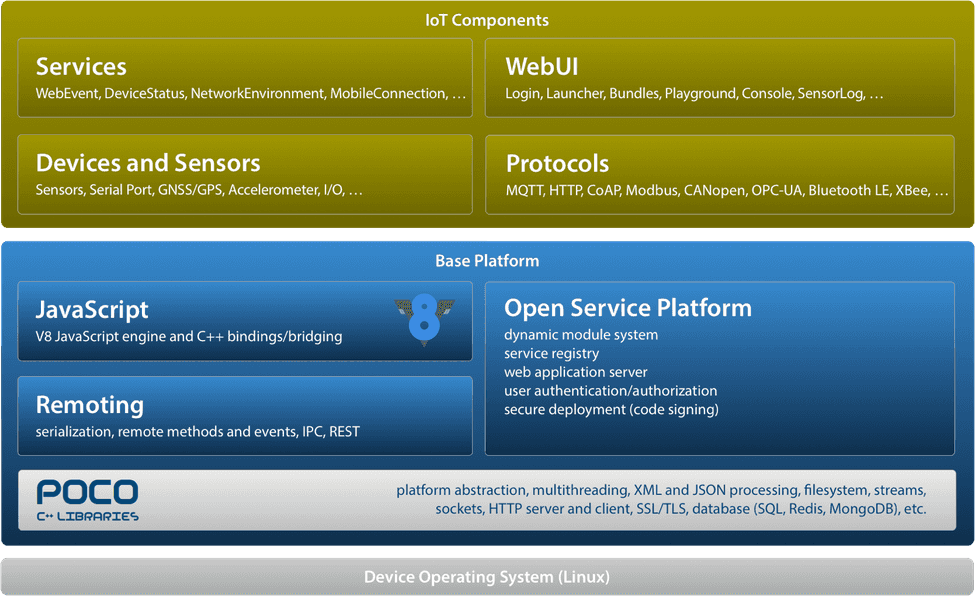 IoT Components
Services
WebEvent, DeviceStatus, NetworkEnvironment, MobileConnection, …
WebUI
Login, Launcher, Bundles, Playground, Console, SensorLog, …
Devices and Sensors
Sensors, Serial Port, GNSS/GPS, Accelerometer, I/O, …
Protocols
MQTT, HTTP, CoAP, Modbus, CANopen, OPC-UA, Bluetooth LE, XBee, …
Base Platform
JavaScript
V8 JavaScript engine and C++ bindings/bridging
8
Open Service Platform
dynamic module system
service registry
web application server
user authentication/authorization
secure deployment (code signing)
Remoting
serialization, remote methods and events, IPC, REST
POCO
C++ LIBRARIES
platform abstraction, multithreading, XML and JSON processing, filesystem, streams,
sockets, HTTP server and client, SSL/TLS, database (SQL, Redis, MongoDB), etc.
Device Operating System (Linux)